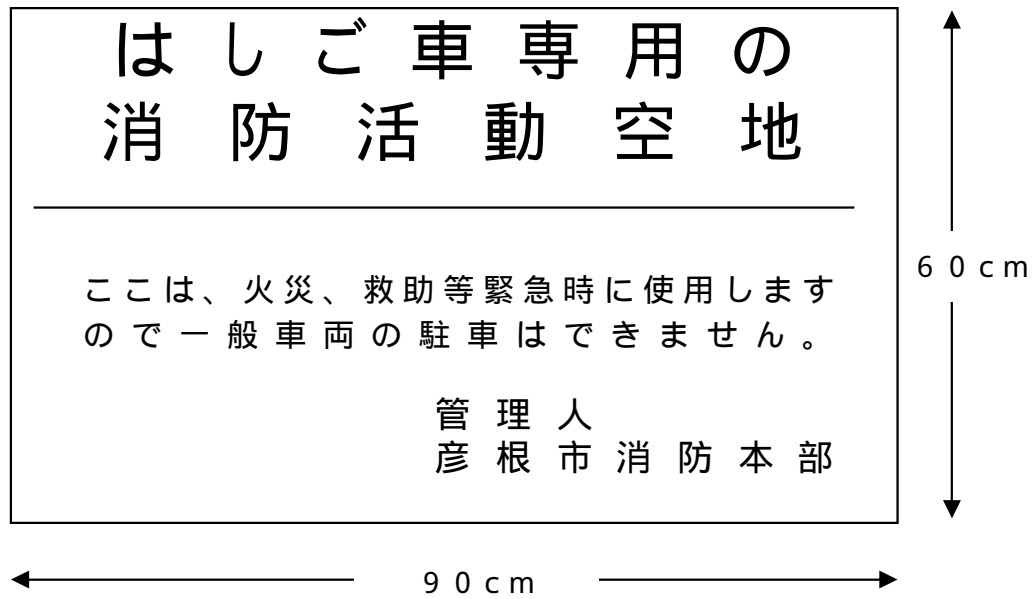 はしご車専用の
消防活動空地
ここは、火災、救助等緊急時に使用します
ので一般車両の駐車はできません。
管理人
彦根市消防本部
60cm
90cm